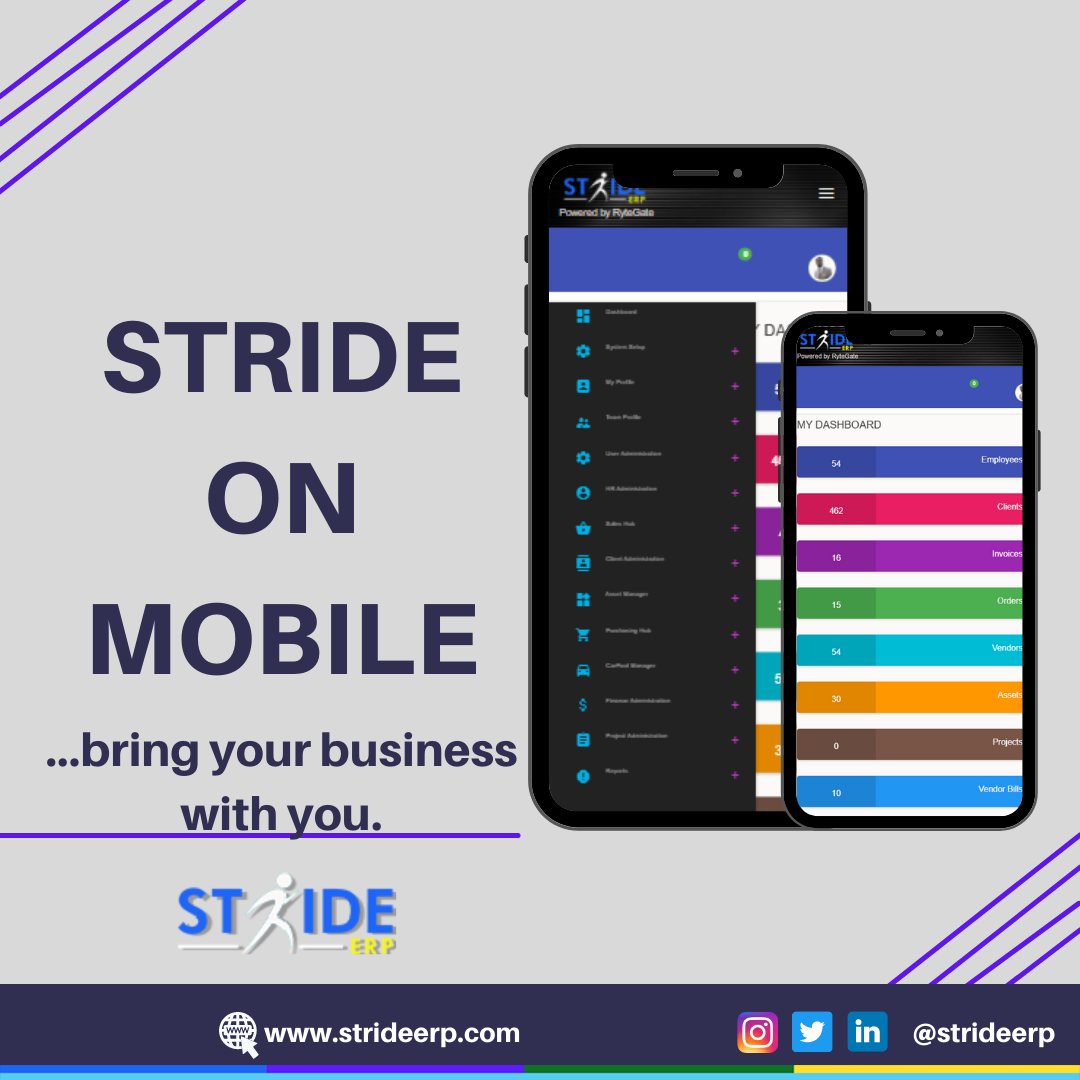 STRIDE
ON
MOBILE
...bring your business
with you.
STRIDE
ERP
www.strideerp.com
@strideerp
STRIDE
ERP
Powered by RyteGate
Dashboard
System Setup
My Profile
Team Profile
User Administration
HR Administration
Sales Hub
Client Administration
Asset Manager
Purchasing Hub
CarPool Manager
Finance Administration
Project Administration
Reports
STRIDE
ERP
Powered by RyteGate
0
MY DASHBOARD
54 Employees
462 Clients
16 Invoices
15 Orders
54 Vendors
30 Assets
0 Projects
10 Vendor Bills